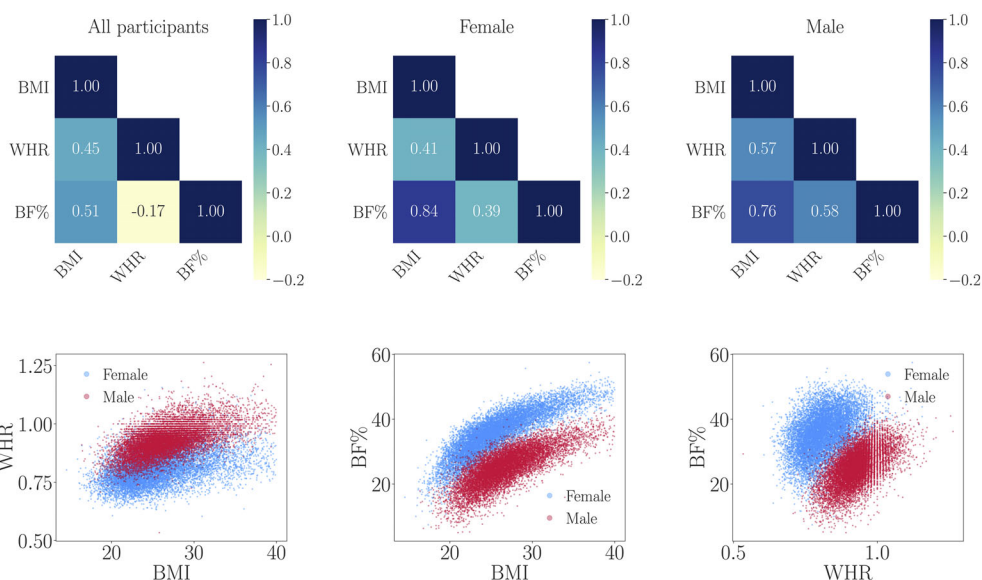 All participants
BMI
WHR
BF%
1.00
0.45 1.00
0.51 -0.17 1.00
BMI WHR BF%
1.0
0.8
0.6
0.4
0.2
0.0
−0.2
Female
BMI
WHR
BF%
1.00
0.41 1.00
0.84 0.39 1.00
BMI WHR BF%
1.0
0.8
0.6
0.4
0.2
0.0
−0.2
Male
BMI
WHR
BF%
1.00
0.57 1.00
0.76 0.58 1.00
BMI WHR BF%
1.0
0.8
0.6
0.4
0.2
0.0
−0.2
WHR
1.25
1.00
0.75
0.50
Female
Male
20 30 40
BMI
BF%
60
40
20
Female
Male
20 30 40
BMI
BF%
60
40
20
Female
Male
0.5 1.0
WHR